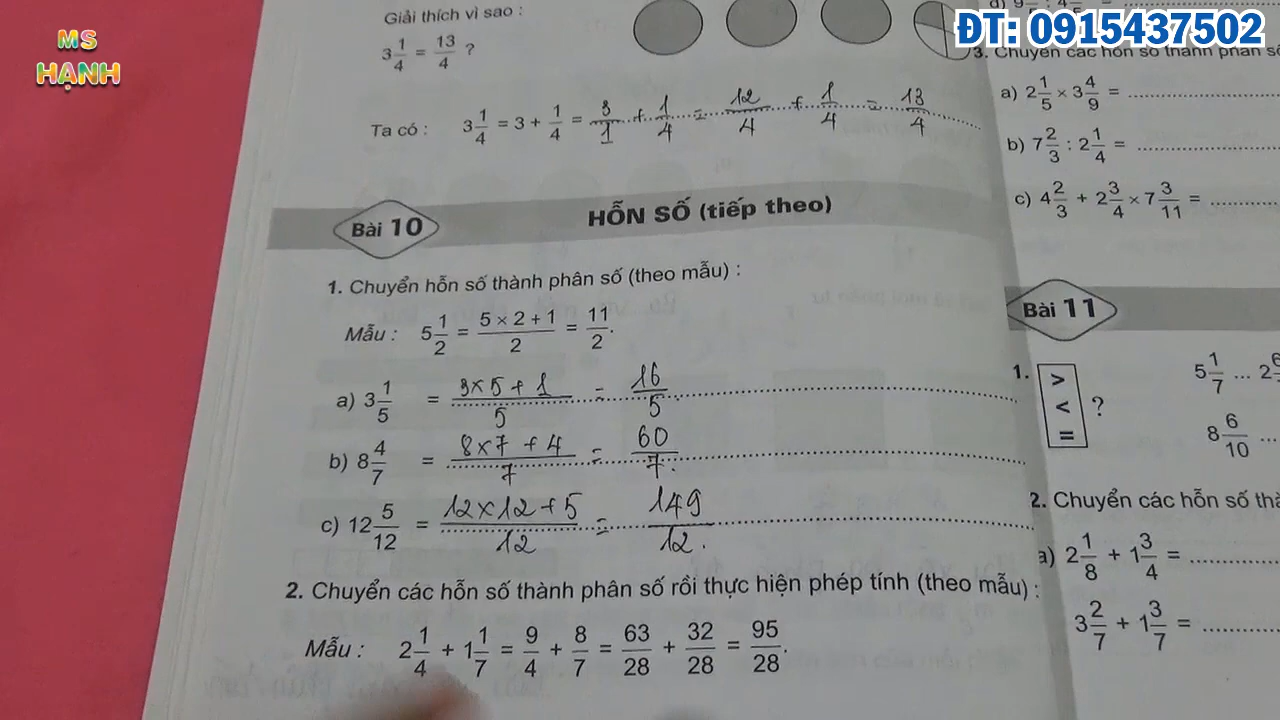 MS
HẠNH
ĐT: 0915437502
Giải thích vì sao :
3 1/4 = 13/4 ?
Ta có : 3 1/4 = 3 + 1/4 = 3/1 + 1/4 = 12/4 + 1/4 = 13/4
Bài 10
HỖN SỐ (tiếp theo)
1. Chuyển hỗn số thành phân số (theo mẫu) :
Mẫu : 5 1/2 = (5 × 2 + 1)/2 = 11/2.
a) 3 1/5 = (3×5 + 1)/5 = 16/5
b) 8 4/7 = (8×7 + 4)/7 = 60/7.
c) 12 5/12 = (12×12+5)/12 = 149/12.
2. Chuyển các hỗn số thành phân số rồi thực hiện phép tính (theo mẫu) :
Mẫu : 2 1/4 + 1 1/7 = 9/4 + 8/7 = 63/28 + 32/28 = 95/28.
3. Chuyển các hỗn số thành phân số
a) 2 1/5 × 3 4/9 = ....................
b) 7 2/3 : 2 1/4 = ....................
c) 4 2/3 + 2 3/4 × 7 3/11 = ............
Bài 11
1. > < = ?
5 1/7 ... 2
8 6/10 ...
2. Chuyển các hỗn số
a) 2 1/8 + 1 3/4 = ...............
3 2/7 + 1 3/7 = ..............